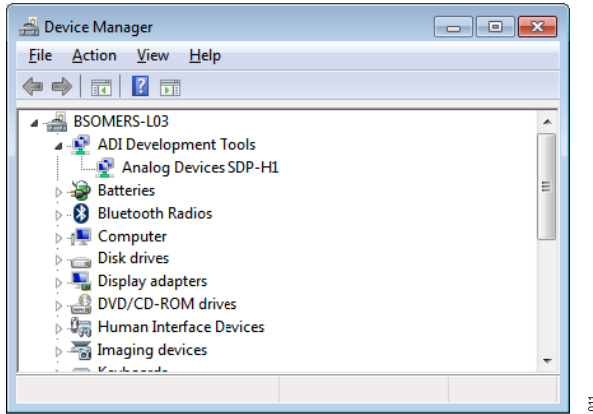 Device Manager
File Action View Help
BSOMERS-L03
ADI Development Tools
Analog Devices SDP-H1
Batteries
Bluetooth Radios
Computer
Disk drives
Display adapters
DVD/CD-ROM drives
Human Interface Devices
Imaging devices
Keyboards
011